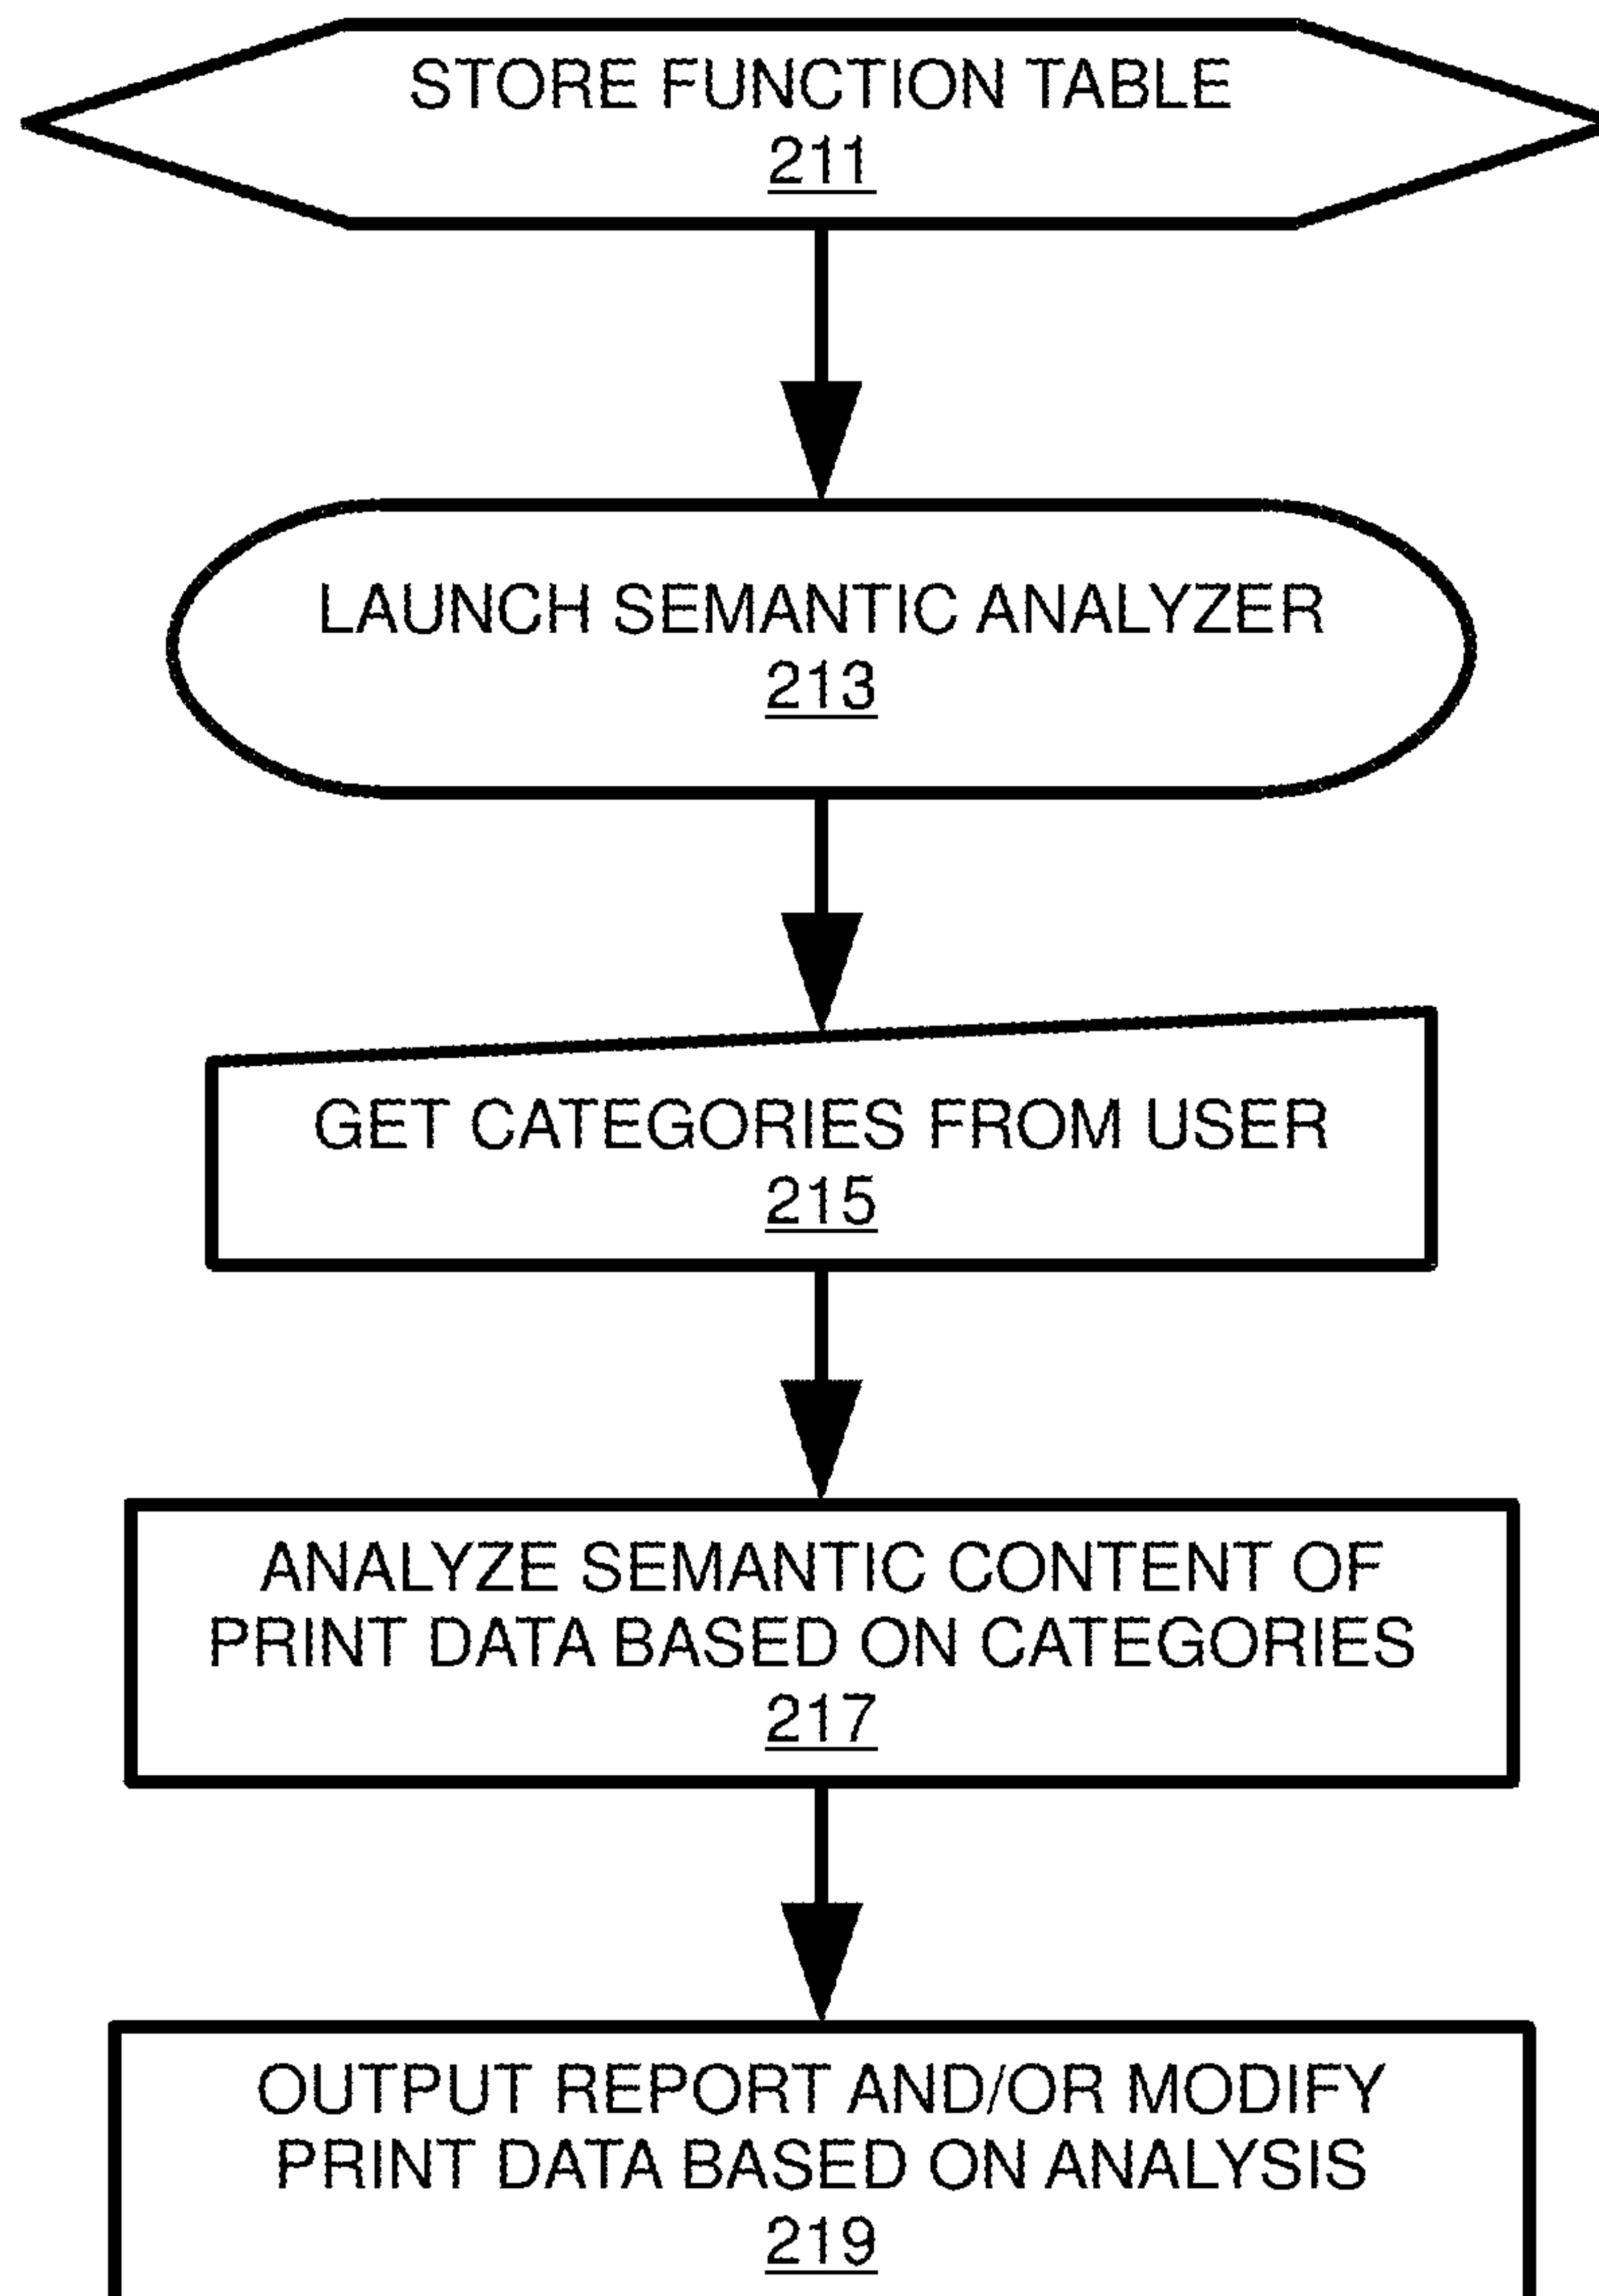 STORE FUNCTION TABLE
211
LAUNCH SEMANTIC ANALYZER
213
GET CATEGORIES FROM USER
215
ANALYZE SEMANTIC CONTENT OF
PRINT DATA BASED ON CATEGORIES
217
OUTPUT REPORT AND/OR MODIFY
PRINT DATA BASED ON ANALYSIS
219